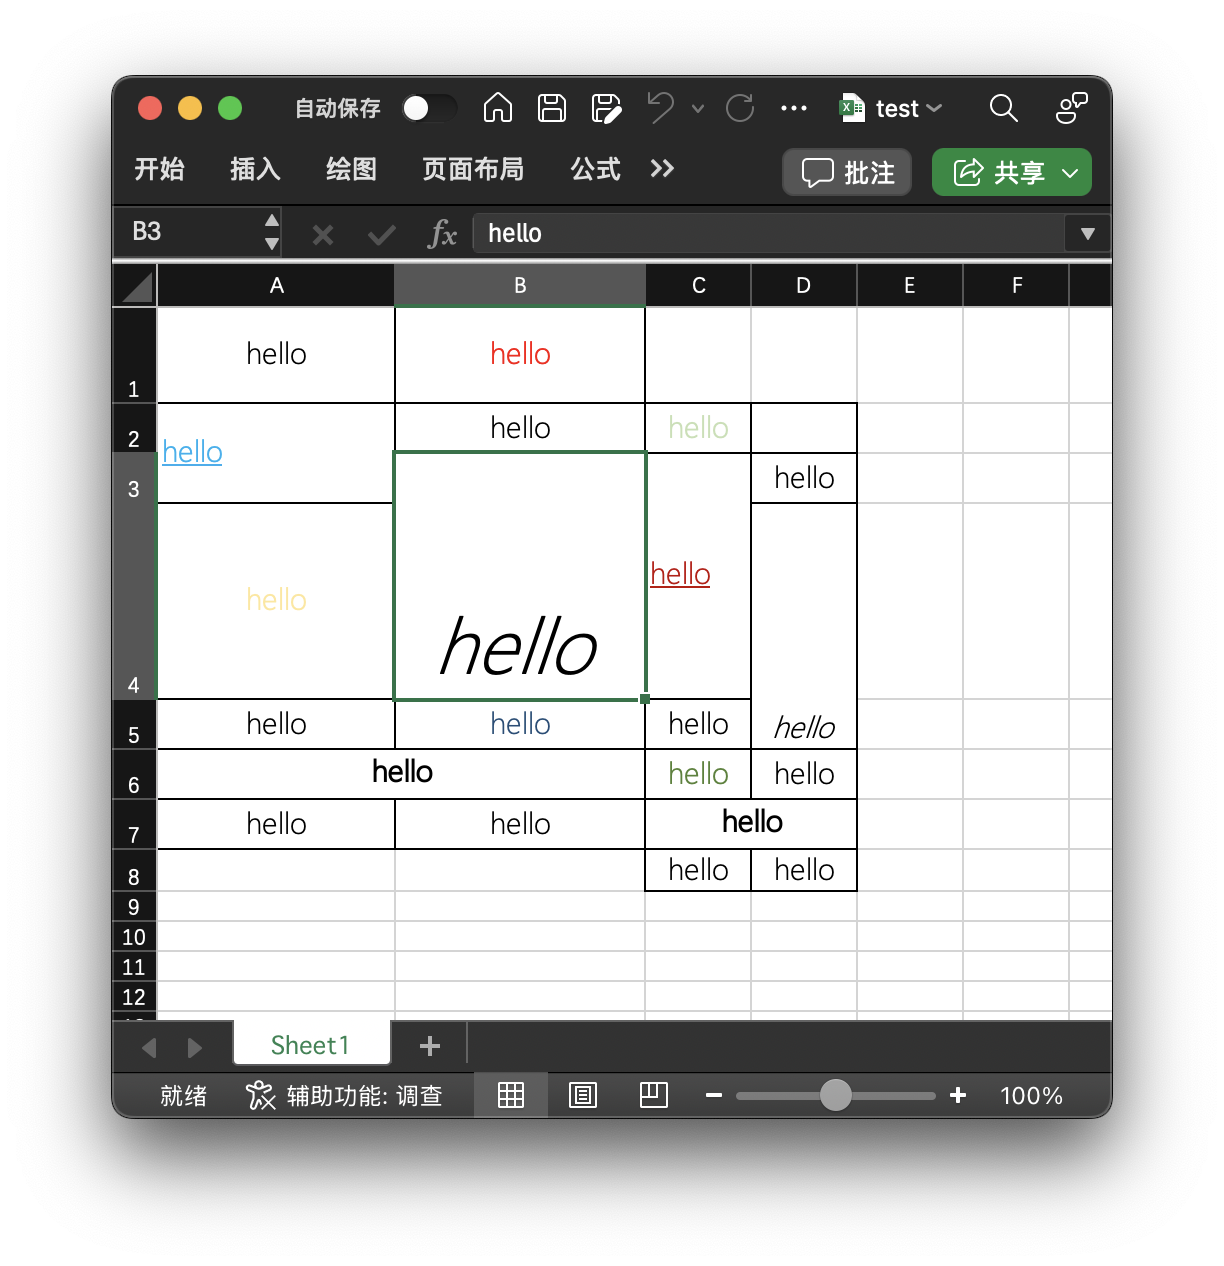 自动保存 test
开始 插入 绘图 页面布局 公式 批注 共享
B3 fx hello
A B C D E F
1 hello hello
2 hello hello
hello
3 hello
hello
4 hello hello
5 hello hello hello hello
6 hello hello hello
7 hello hello hello
8 hello hello
9
10
11
12
Sheet1
就绪 辅助功能: 调查 100%